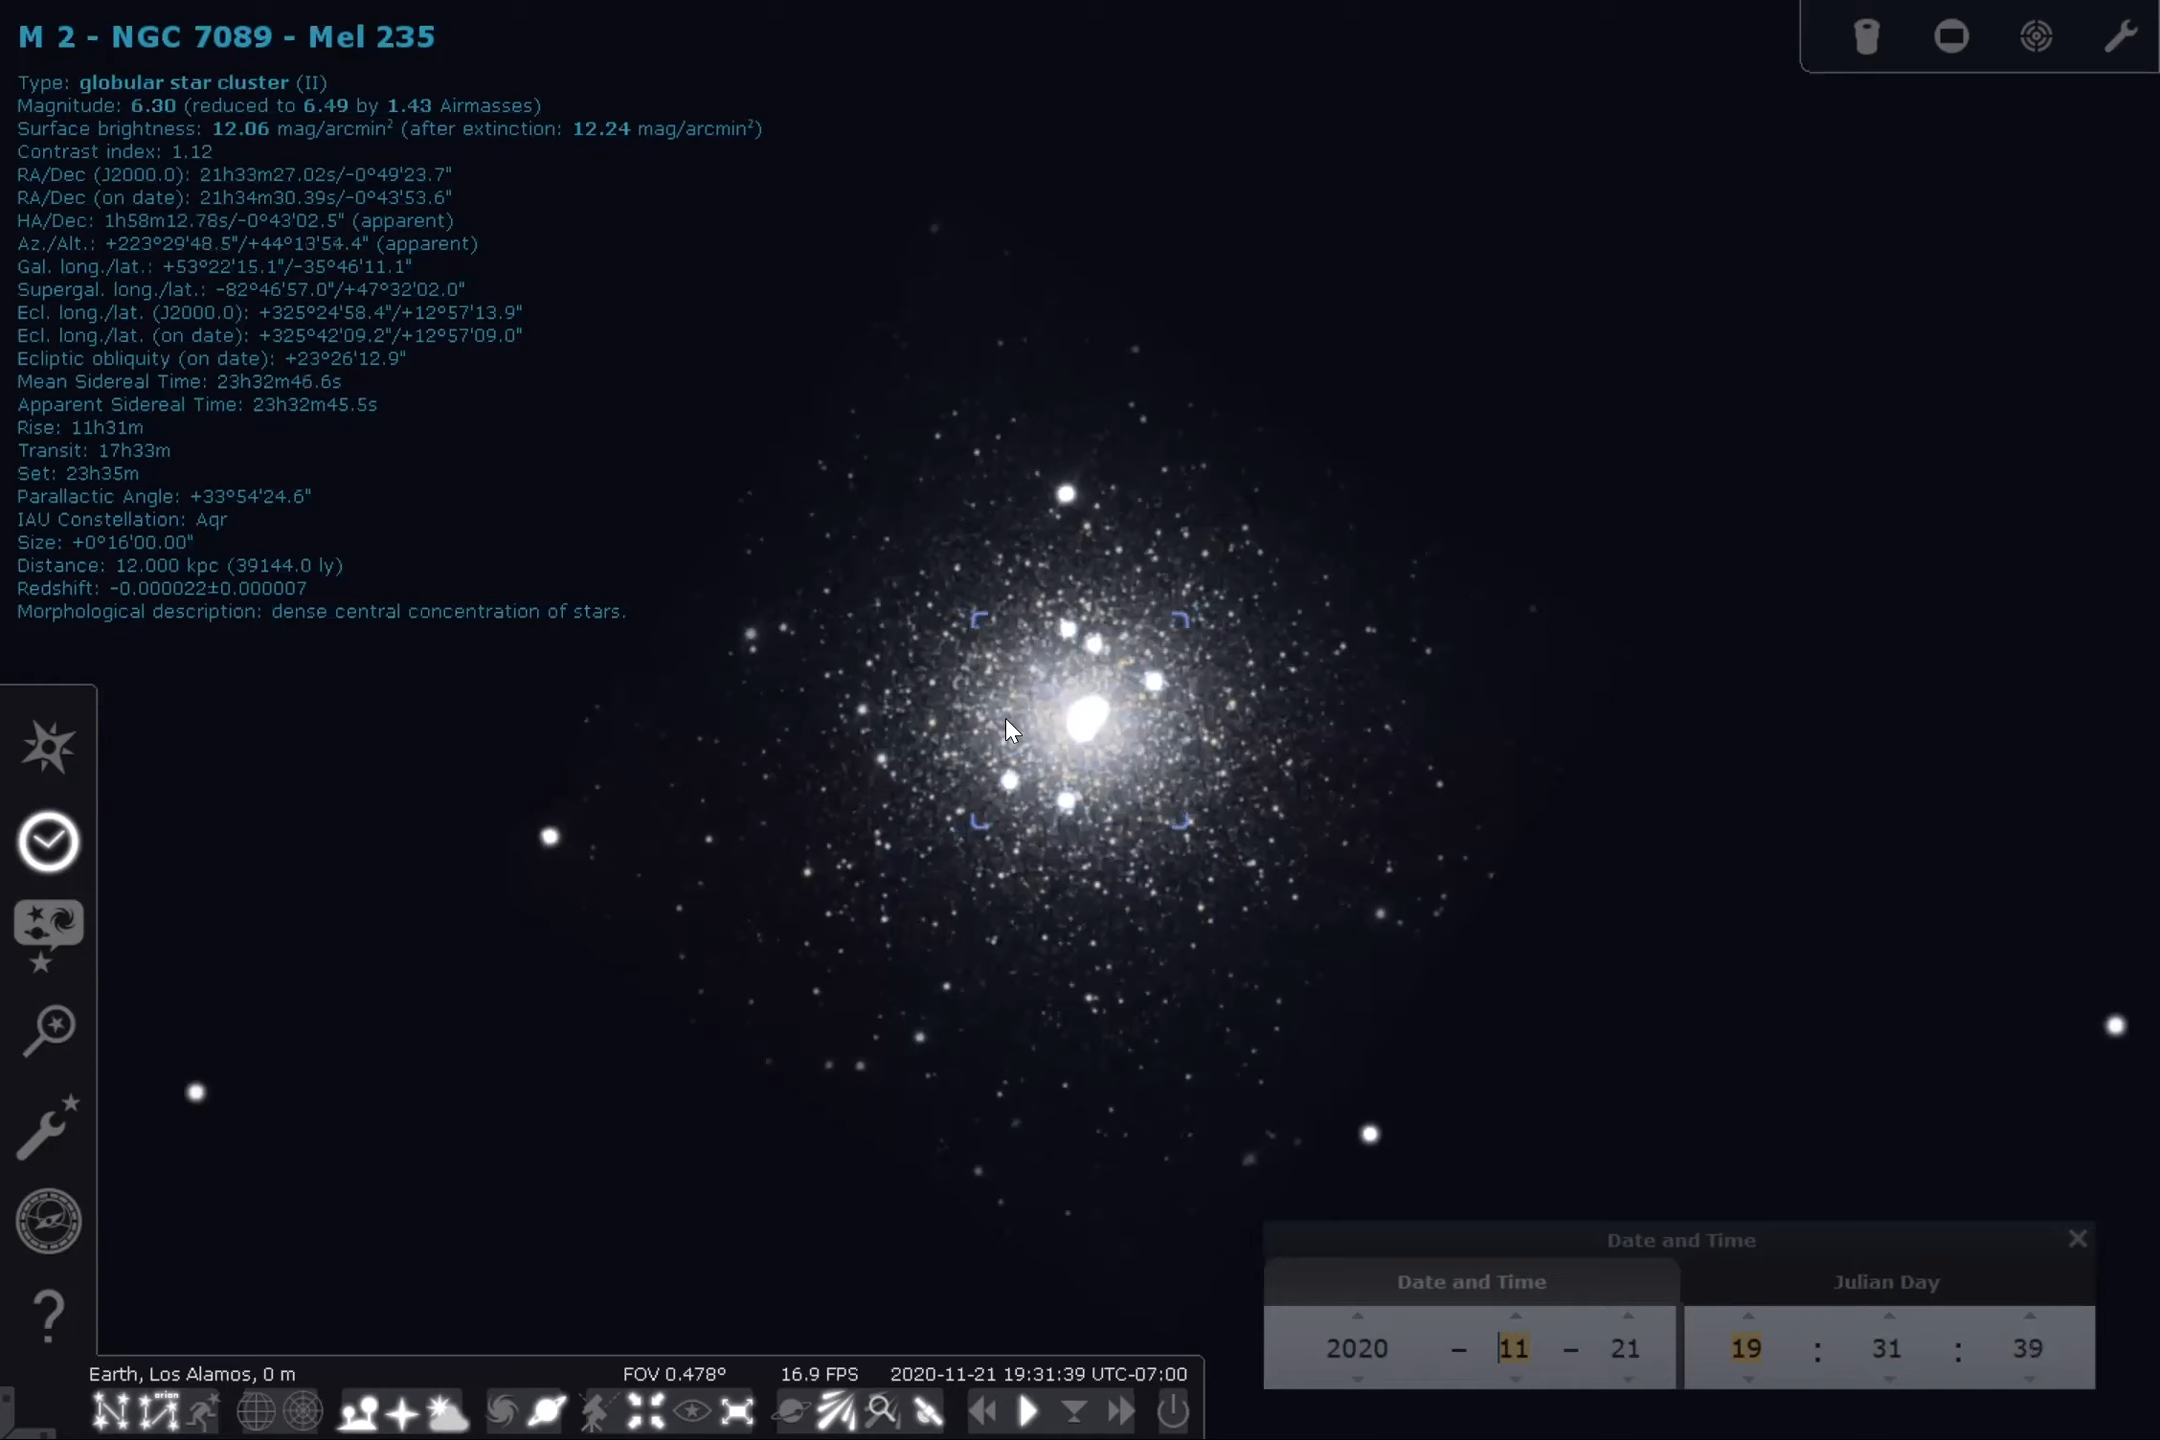 M 2 - NGC 7089 - Mel 235
Type: globular star cluster (II)
Magnitude: 6.30 (reduced to 6.49 by 1.43 Airmasses)
Surface brightness: 12.06 mag/arcmin² (after extinction: 12.24 mag/arcmin²)
Contrast index: 1.12
RA/Dec (J2000.0): 21h33m27.02s/-0°49'23.7"
RA/Dec (on date): 21h34m30.39s/-0°43'53.6"
HA/Dec: 1h58m12.78s/-0°43'02.5" (apparent)
Az./Alt.: +223°29'48.5"/+44°13'54.4" (apparent)
Gal. long./lat.: +53°22'15.1"/-35°46'11.1"
Supergal. long./lat.: -82°46'57.0"/+47°32'02.0"
Ecl. long./lat. (J2000.0): +325°24'58.4"/+12°57'13.9"
Ecl. long./lat. (on date): +325°42'09.2"/+12°57'09.0"
Ecliptic obliquity (on date): +23°26'12.9"
Mean Sidereal Time: 23h32m46.6s
Apparent Sidereal Time: 23h32m45.5s
Rise: 11h31m
Transit: 17h33m
Set: 23h35m
Parallactic Angle: +33°54'24.6"
IAU Constellation: Aqr
Size: +0°16'00.00"
Distance: 12.000 kpc (39144.0 ly)
Redshift: -0.000022±0.000007
Morphological description: dense central concentration of stars.
Date and Time
Date and Time Julian Day
2020 - 11 - 21 19 : 31 : 39
Earth, Los Alamos, 0 m FOV 0.478° 16.9 FPS 2020-11-21 19:31:39 UTC-07:00
orion